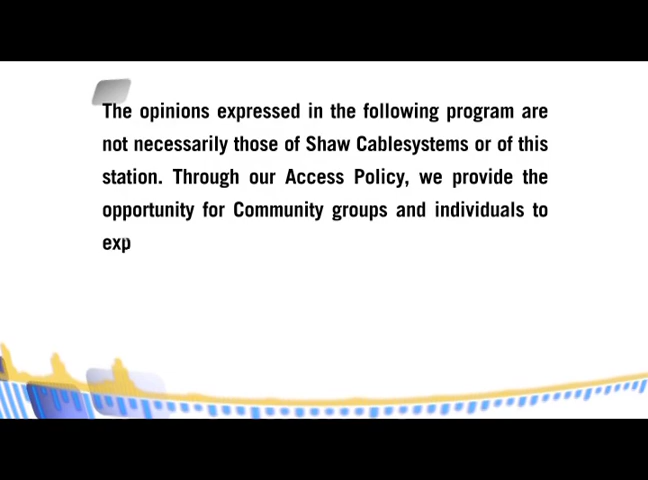 The opinions expressed in the following program are
not necessarily those of Shaw Cablesystems or of this
station. Through our Access Policy, we provide the
opportunity for Community groups and individuals to
exp